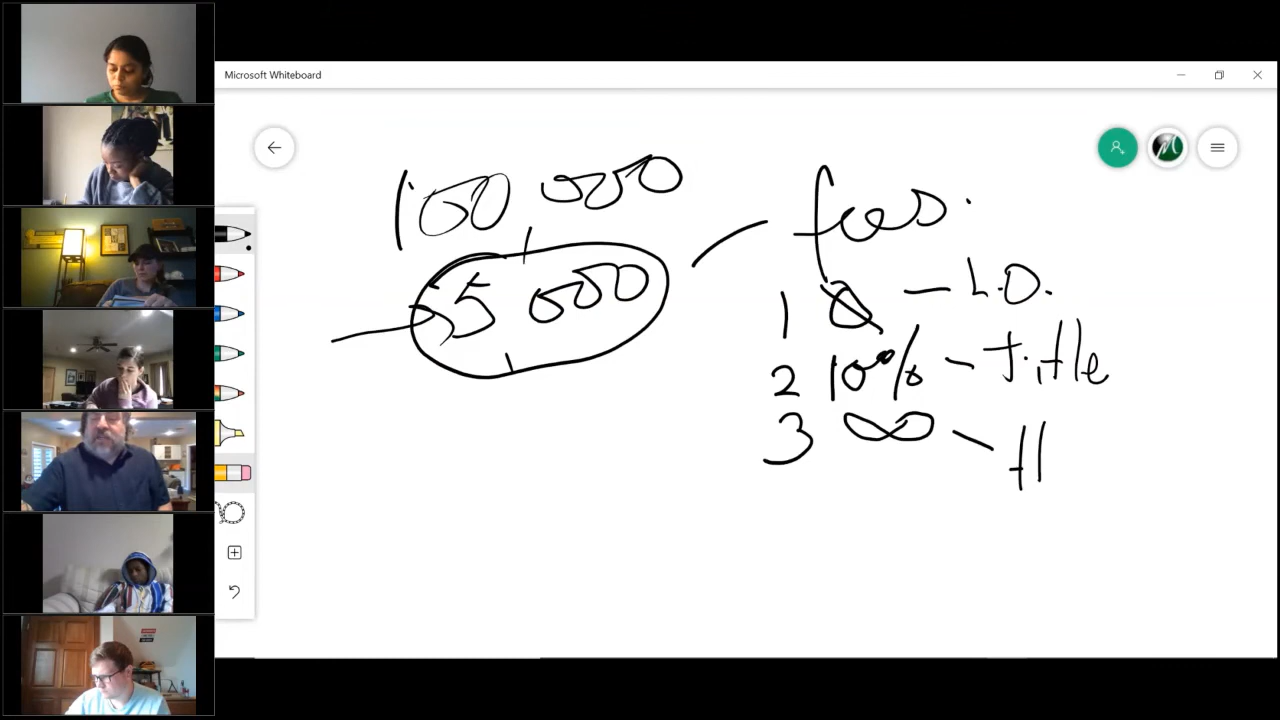 Microsoft Whiteboard
100 000
5 000
fees.
1 0 — L.O.
2 10% — Title
3 ∞ —